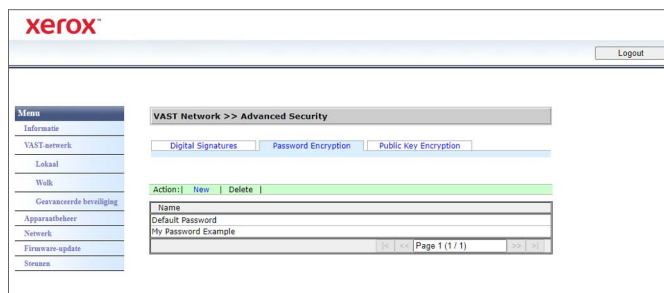 xerox™
Logout
Menu
Informatie
VAST-netwerk
Lokaal
Wolk
Geavanceerde beveiliging
Apparaatbeheer
Netwerk
Firmware-update
Steunen
VAST Network >> Advanced Security
Digital Signatures Password Encryption Public Key Encryption
Action:| New | Delete |
Name
Default Password
My Password Example
|< << Page 1 (1 / 1) >> >|